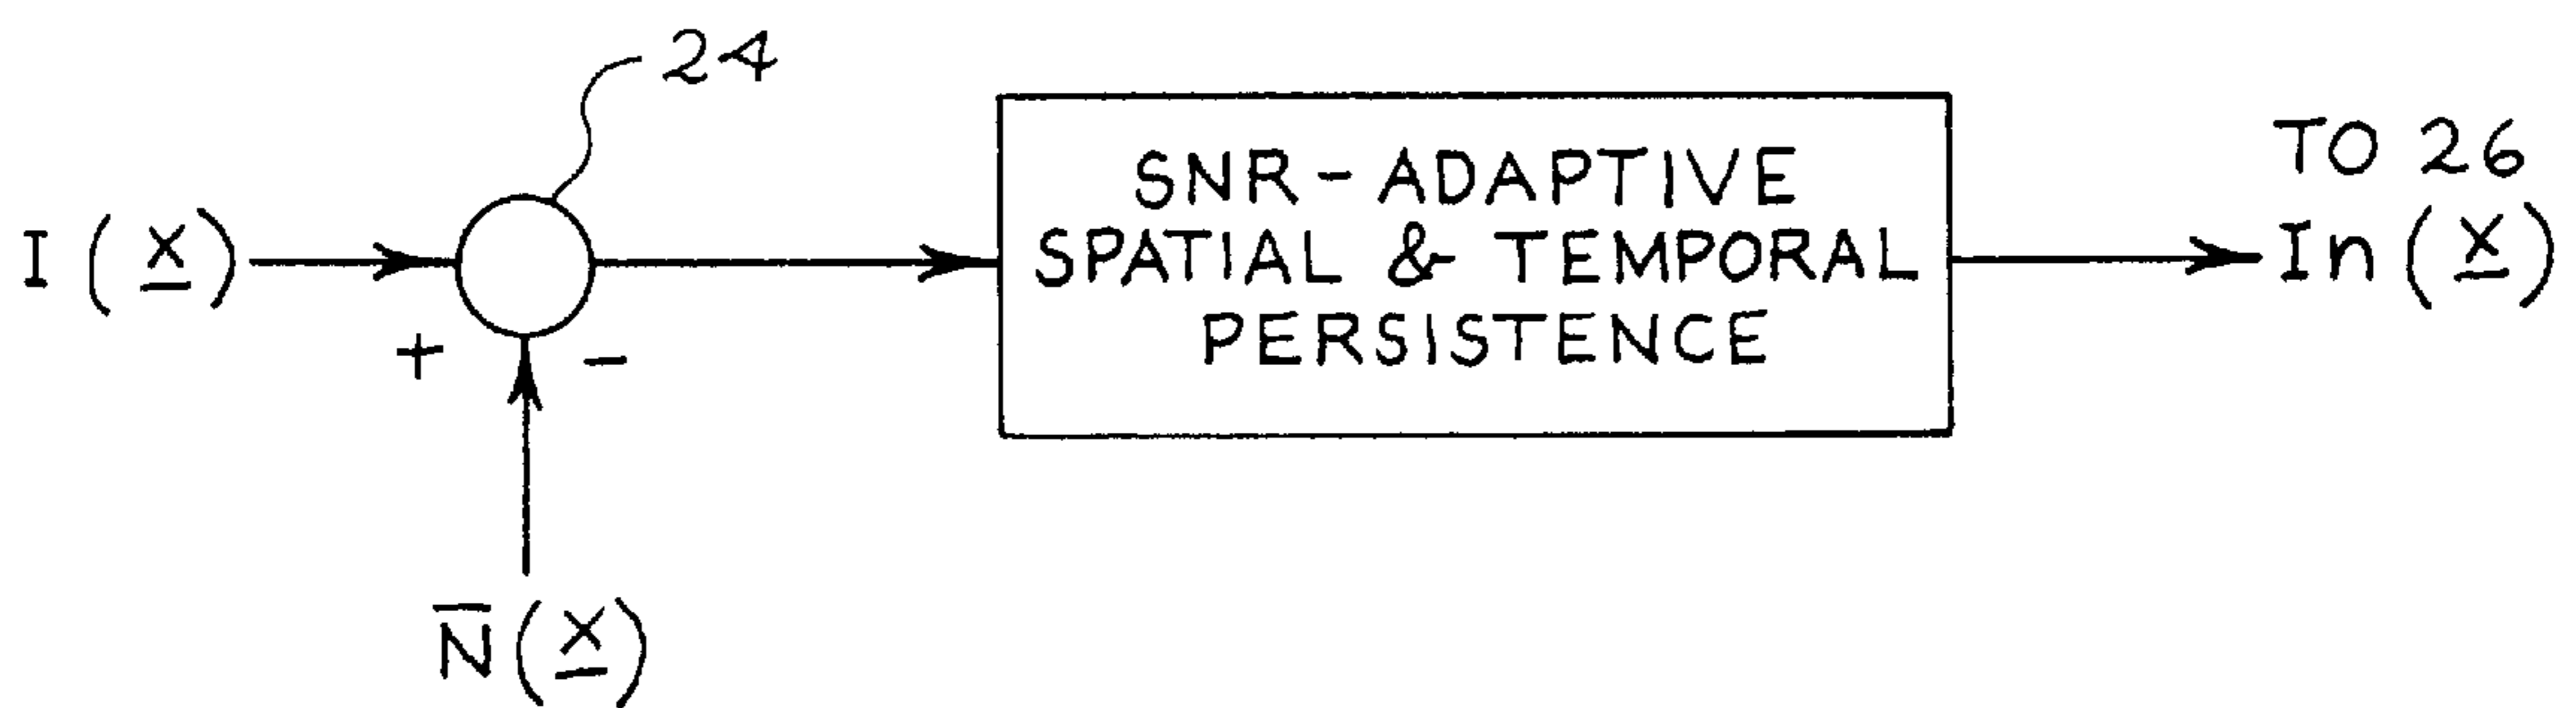 24
I (x̲)
+
-
N̅(x̲)
SNR-ADAPTIVE
SPATIAL & TEMPORAL
PERSISTENCE
TO 26
In(x̲)